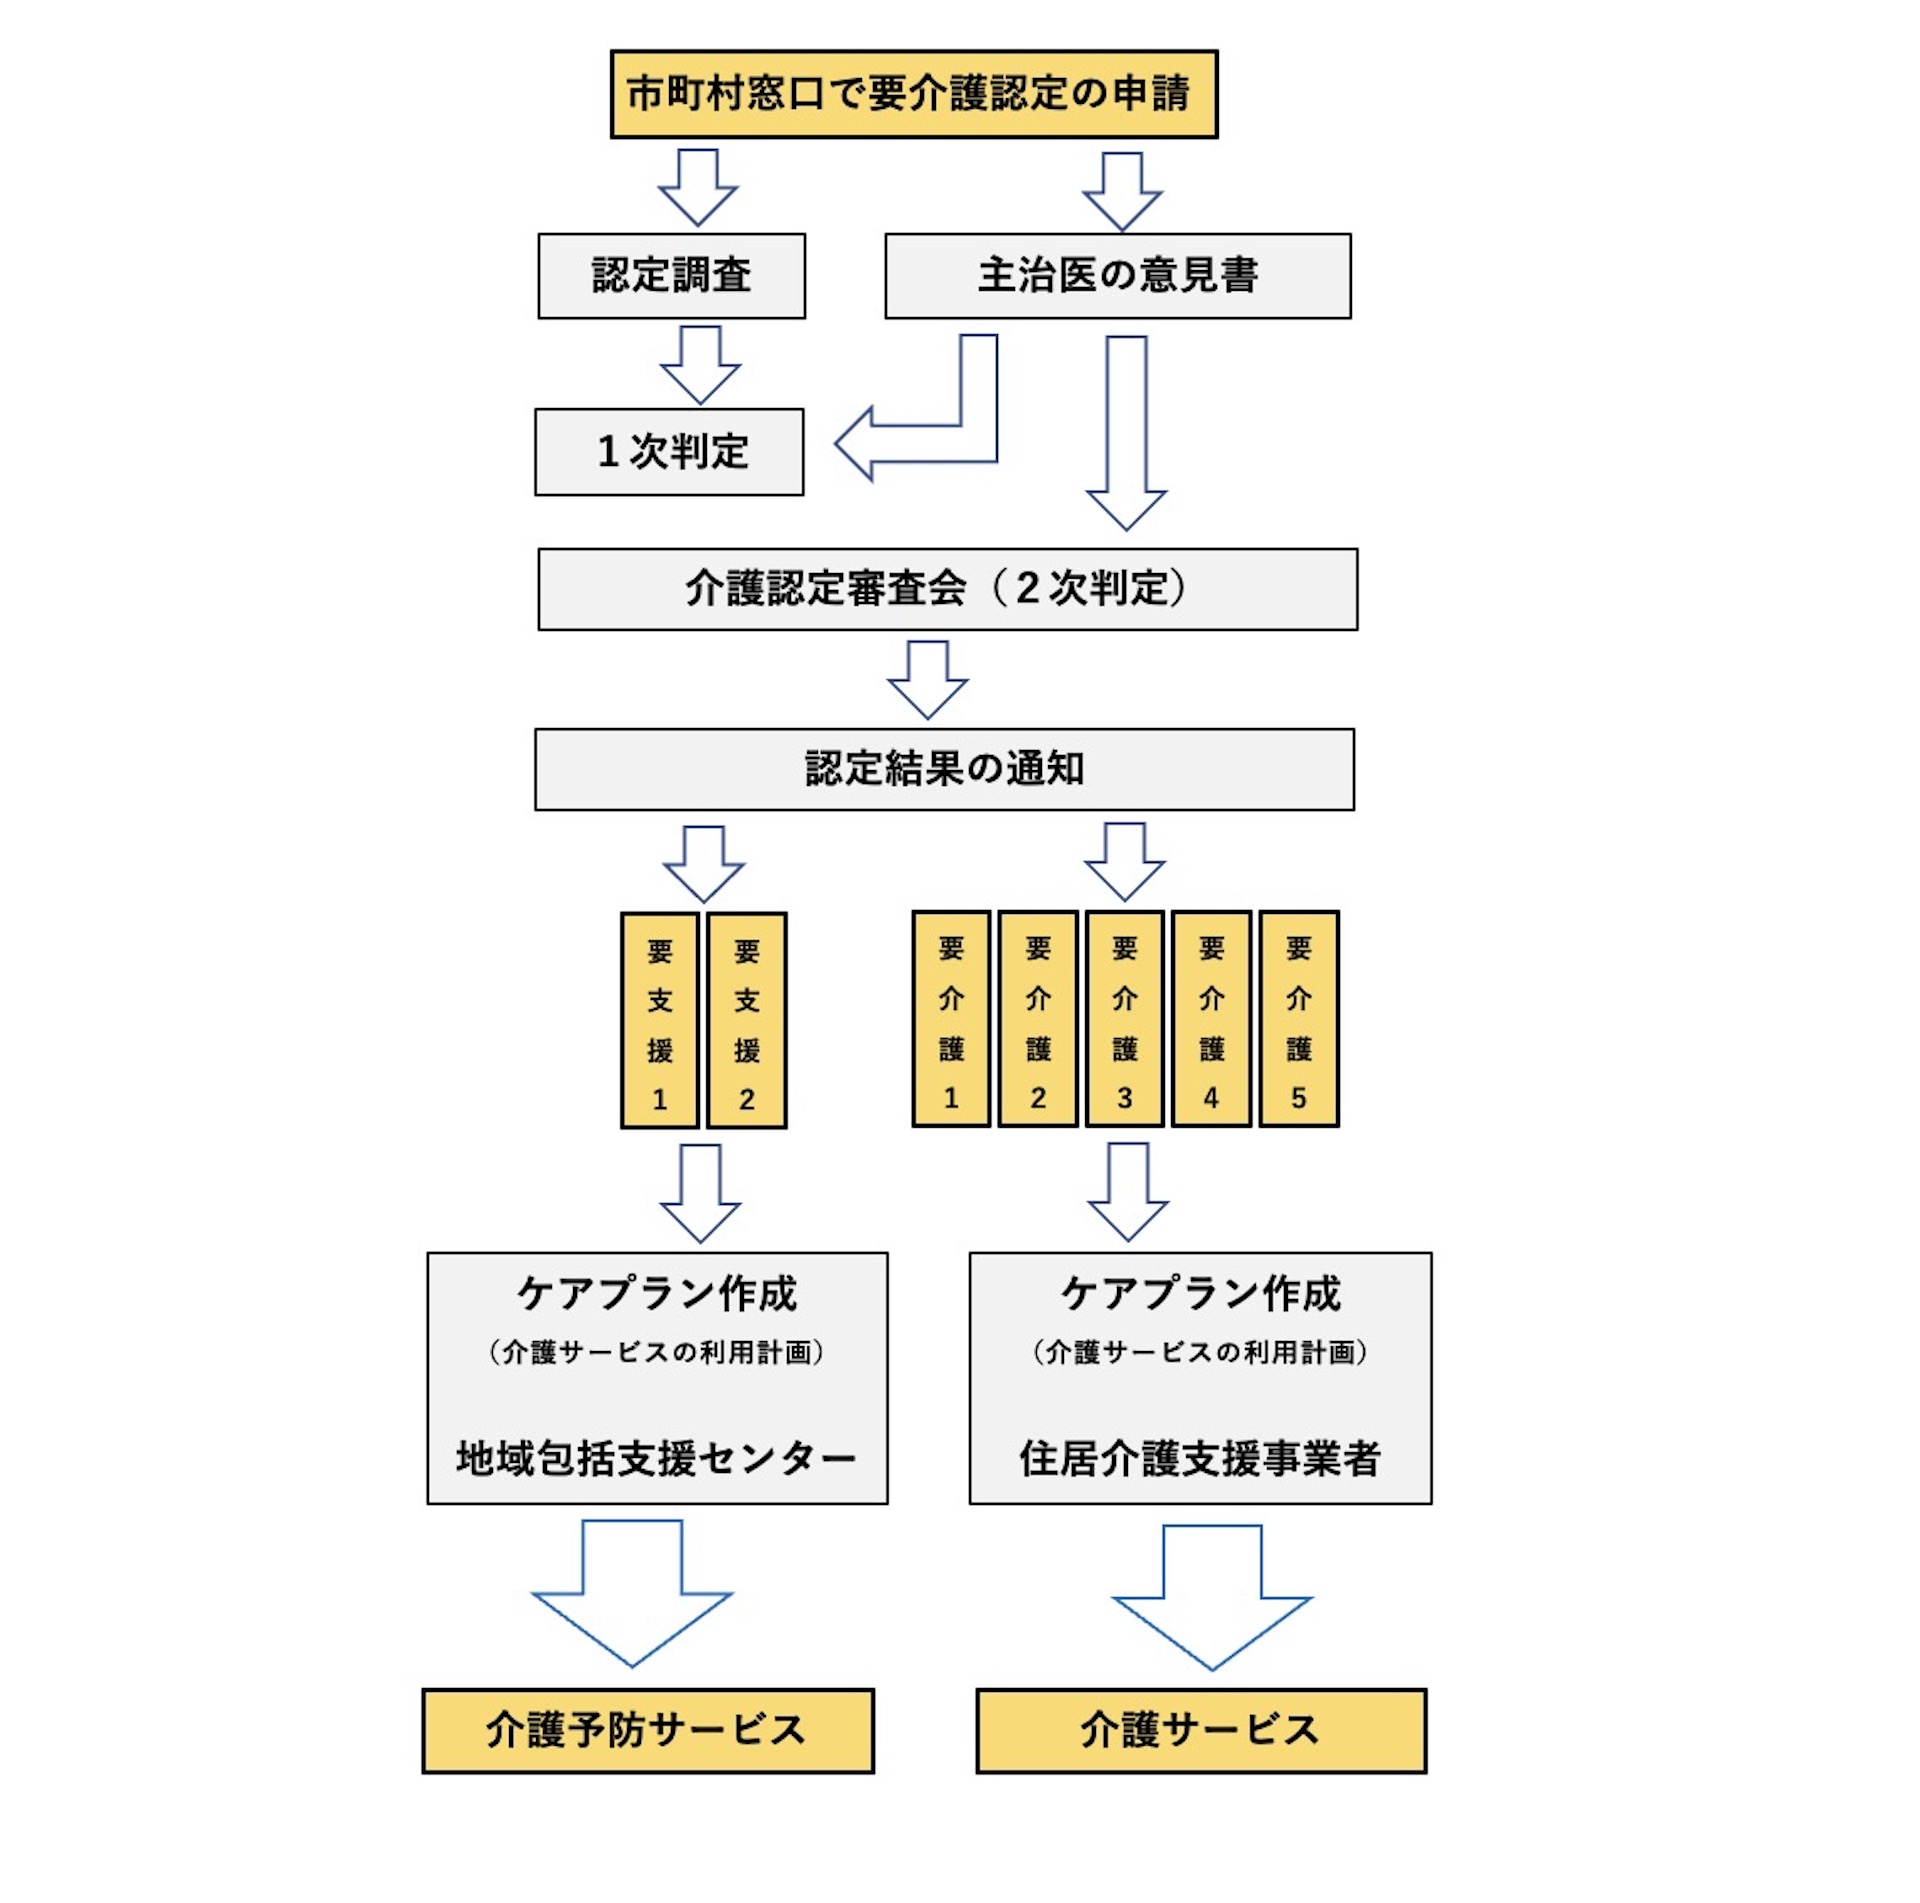 市町村窓口で要介護認定の申請
認定調査
主治医の意見書
１次判定
介護認定審査会（２次判定）
認定結果の通知
要支援1
要支援2
要介護1
要介護2
要介護3
要介護4
要介護5
ケアプラン作成
（介護サービスの利用計画）
地域包括支援センター
ケアプラン作成
（介護サービスの利用計画）
住居介護支援事業者
介護予防サービス
介護サービス